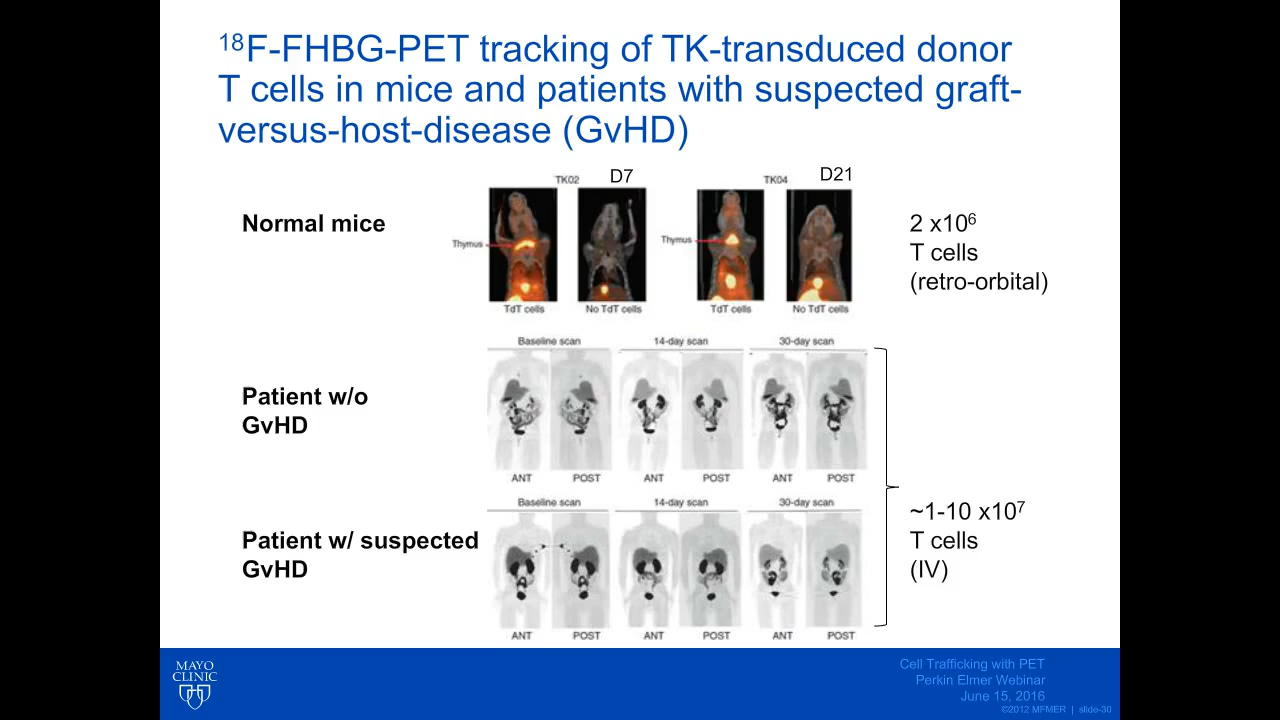 ¹⁸F-FHBG-PET tracking of TK-transduced donor
T cells in mice and patients with suspected graft-
versus-host-disease (GvHD)
TK02 D7 TK04 D21
Normal mice
Thymus
Thymus
2 x10⁶
T cells
(retro-orbital)
TdT cells No TdT cells TdT cells No TdT cells
Baseline scan 14-day scan 30-day scan
Patient w/o
GvHD
ANT POST ANT POST ANT POST
Baseline scan 14-day scan 30-day scan
Patient w/ suspected
GvHD
~1-10 x10⁷
T cells
(IV)
ANT POST ANT POST ANT POST
MAYO
CLINIC
Cell Trafficking with PET
Perkin Elmer Webinar
June 15, 2016
©2012 MFMER | slide-30